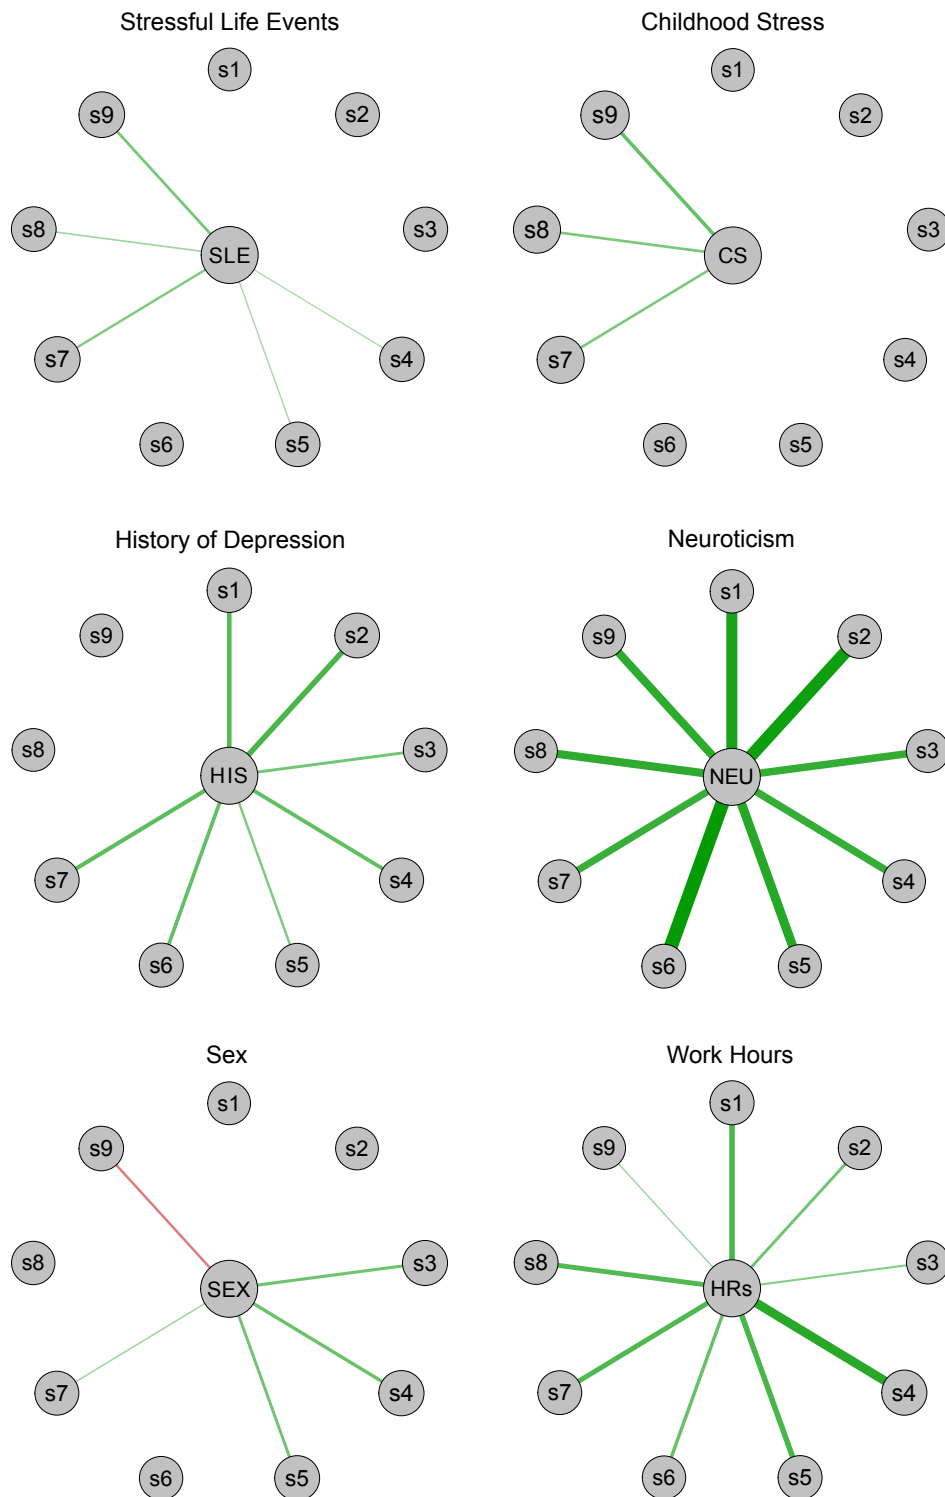 Stressful Life Events
s1
s2
s3
s4
s5
s6
s7
s8
s9
SLE
Childhood Stress
s1
s2
s3
s4
s5
s6
s7
s8
s9
CS
History of Depression
s1
s2
s3
s4
s5
s6
s7
s8
s9
HIS
Neuroticism
s1
s2
s3
s4
s5
s6
s7
s8
s9
NEU
Sex
s1
s2
s3
s4
s5
s6
s7
s8
s9
SEX
Work Hours
s1
s2
s3
s4
s5
s6
s7
s8
s9
HRs